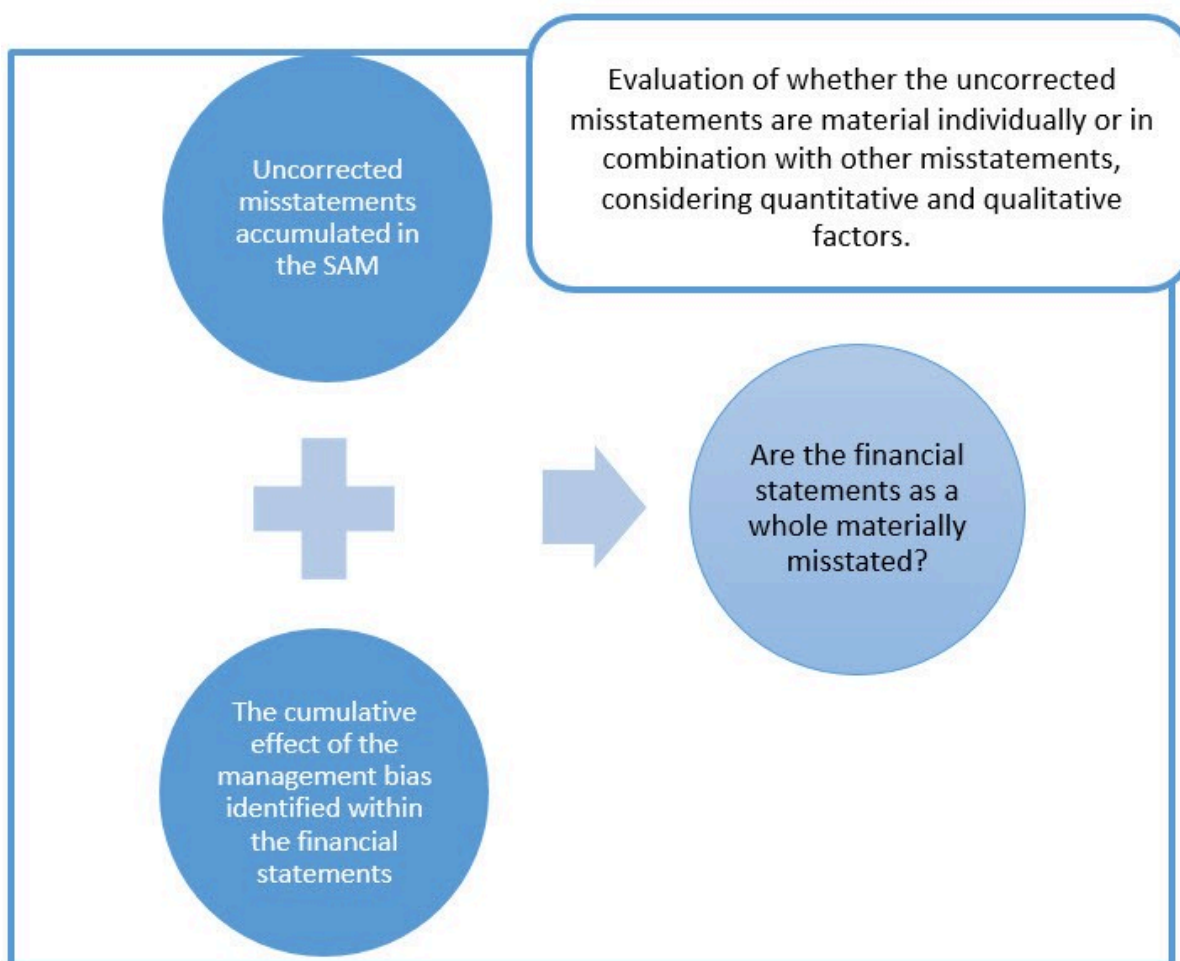 Evaluation of whether the uncorrected
misstatements are material individually or in
combination with other misstatements,
considering quantitative and qualitative
factors.
Uncorrected
misstatements
accumulated in
the SAM
Are the financial
statements as a
whole materially
misstated?
The cumulative
effect of the
management bias
identified within
the financial
statements